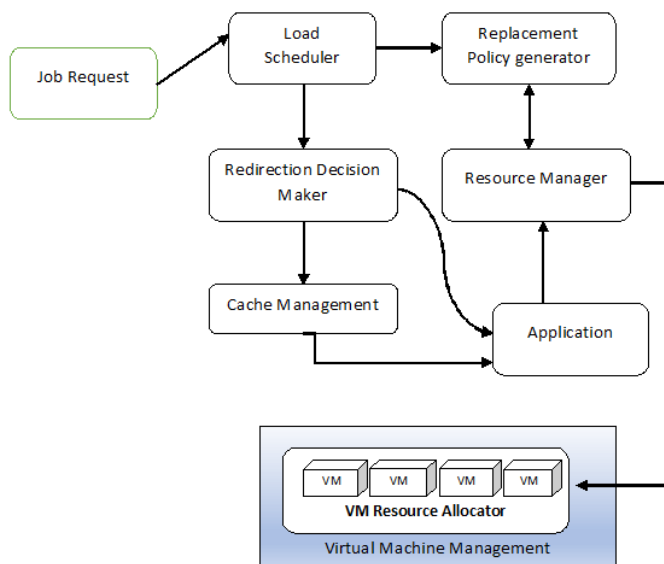 Load
Scheduler
Replacement
Policy generator
Job Request
Redirection Decision
Maker
Resource Manager
Cache Management
Application
VM
VM
VM
VM
VM Resource Allocator
Virtual Machine Management